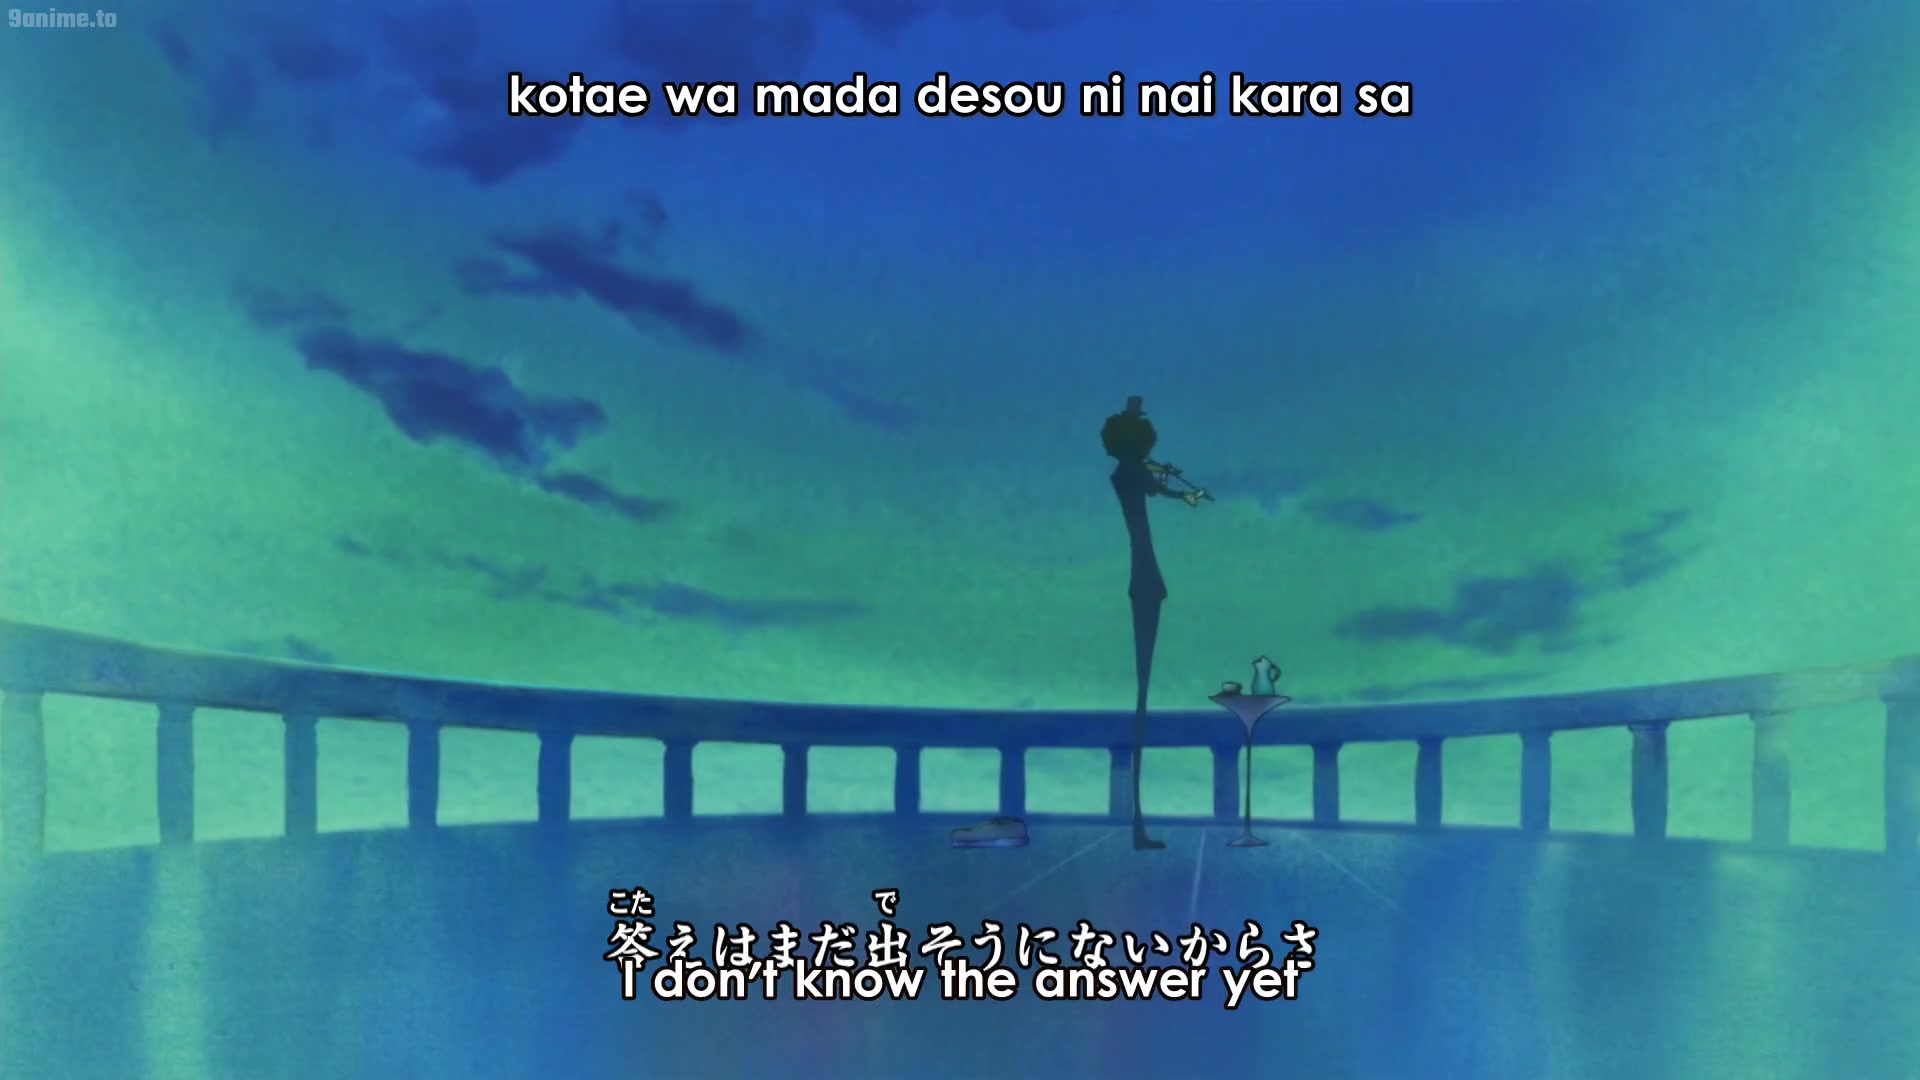 9anime.to
kotae wa mada desou ni nai kara sa
こた で
答えはまだ出そうにないからさ
I don't know the answer yet